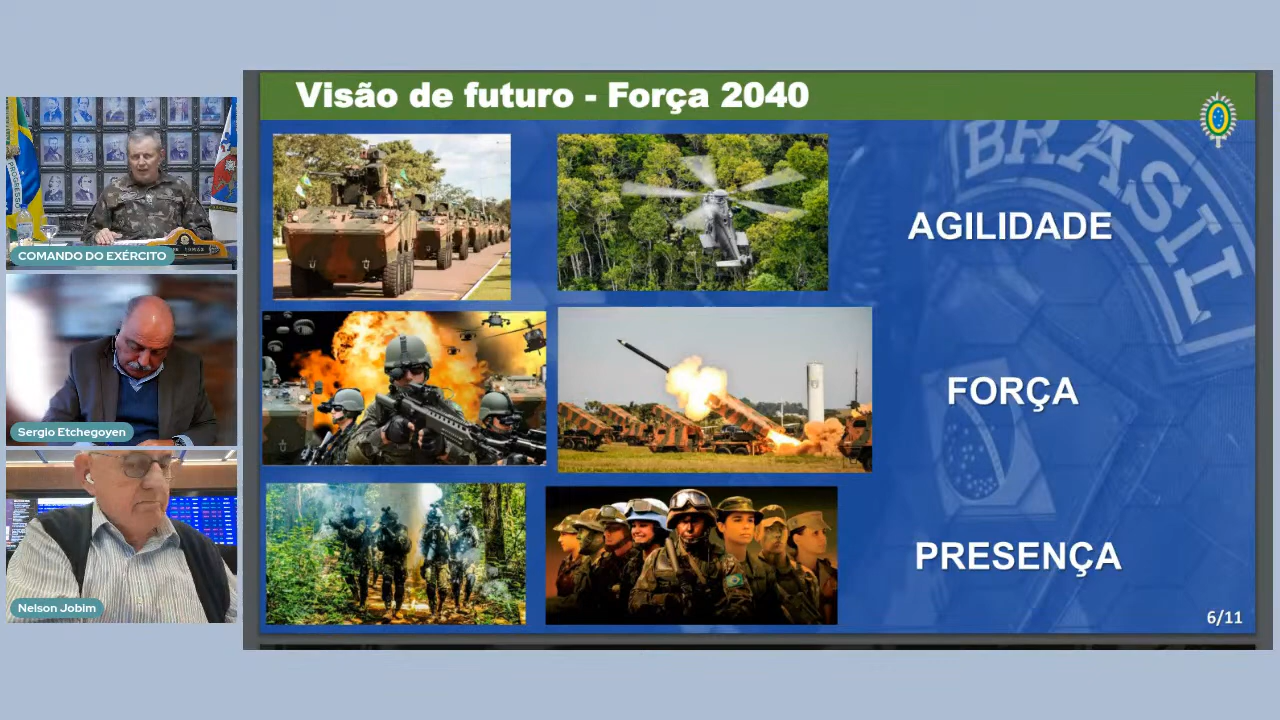 Visão de futuro - Força 2040
BRASIL
AGILIDADE
FORÇA
PRESENÇA
6/11
COMANDO DO EXÉRCITO
Sergio Etchegoyen
Nelson Jobim